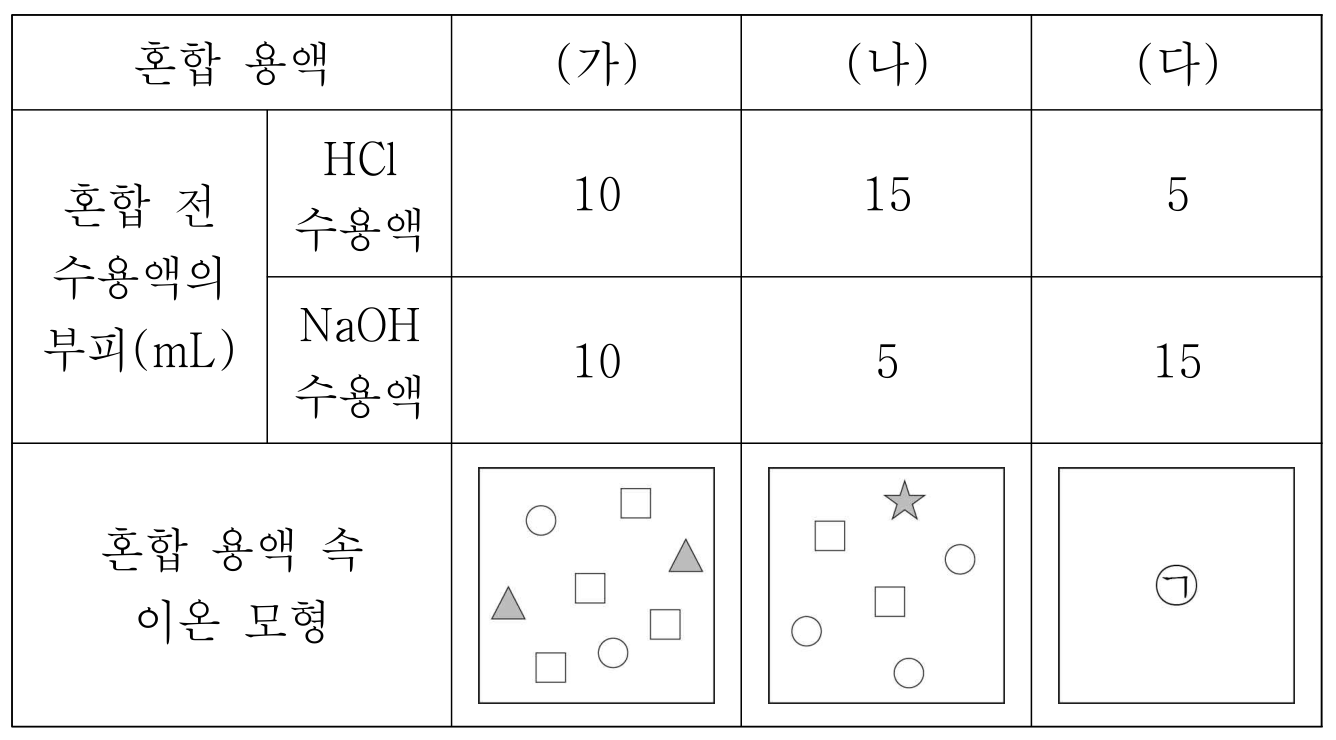 혼합 용액 (가) (나) (다)
혼합 전
수용액의
부피(mL)
HCl
수용액
10 15 5
NaOH
수용액
10 5 15
혼합 용액 속
이온 모형
㉠